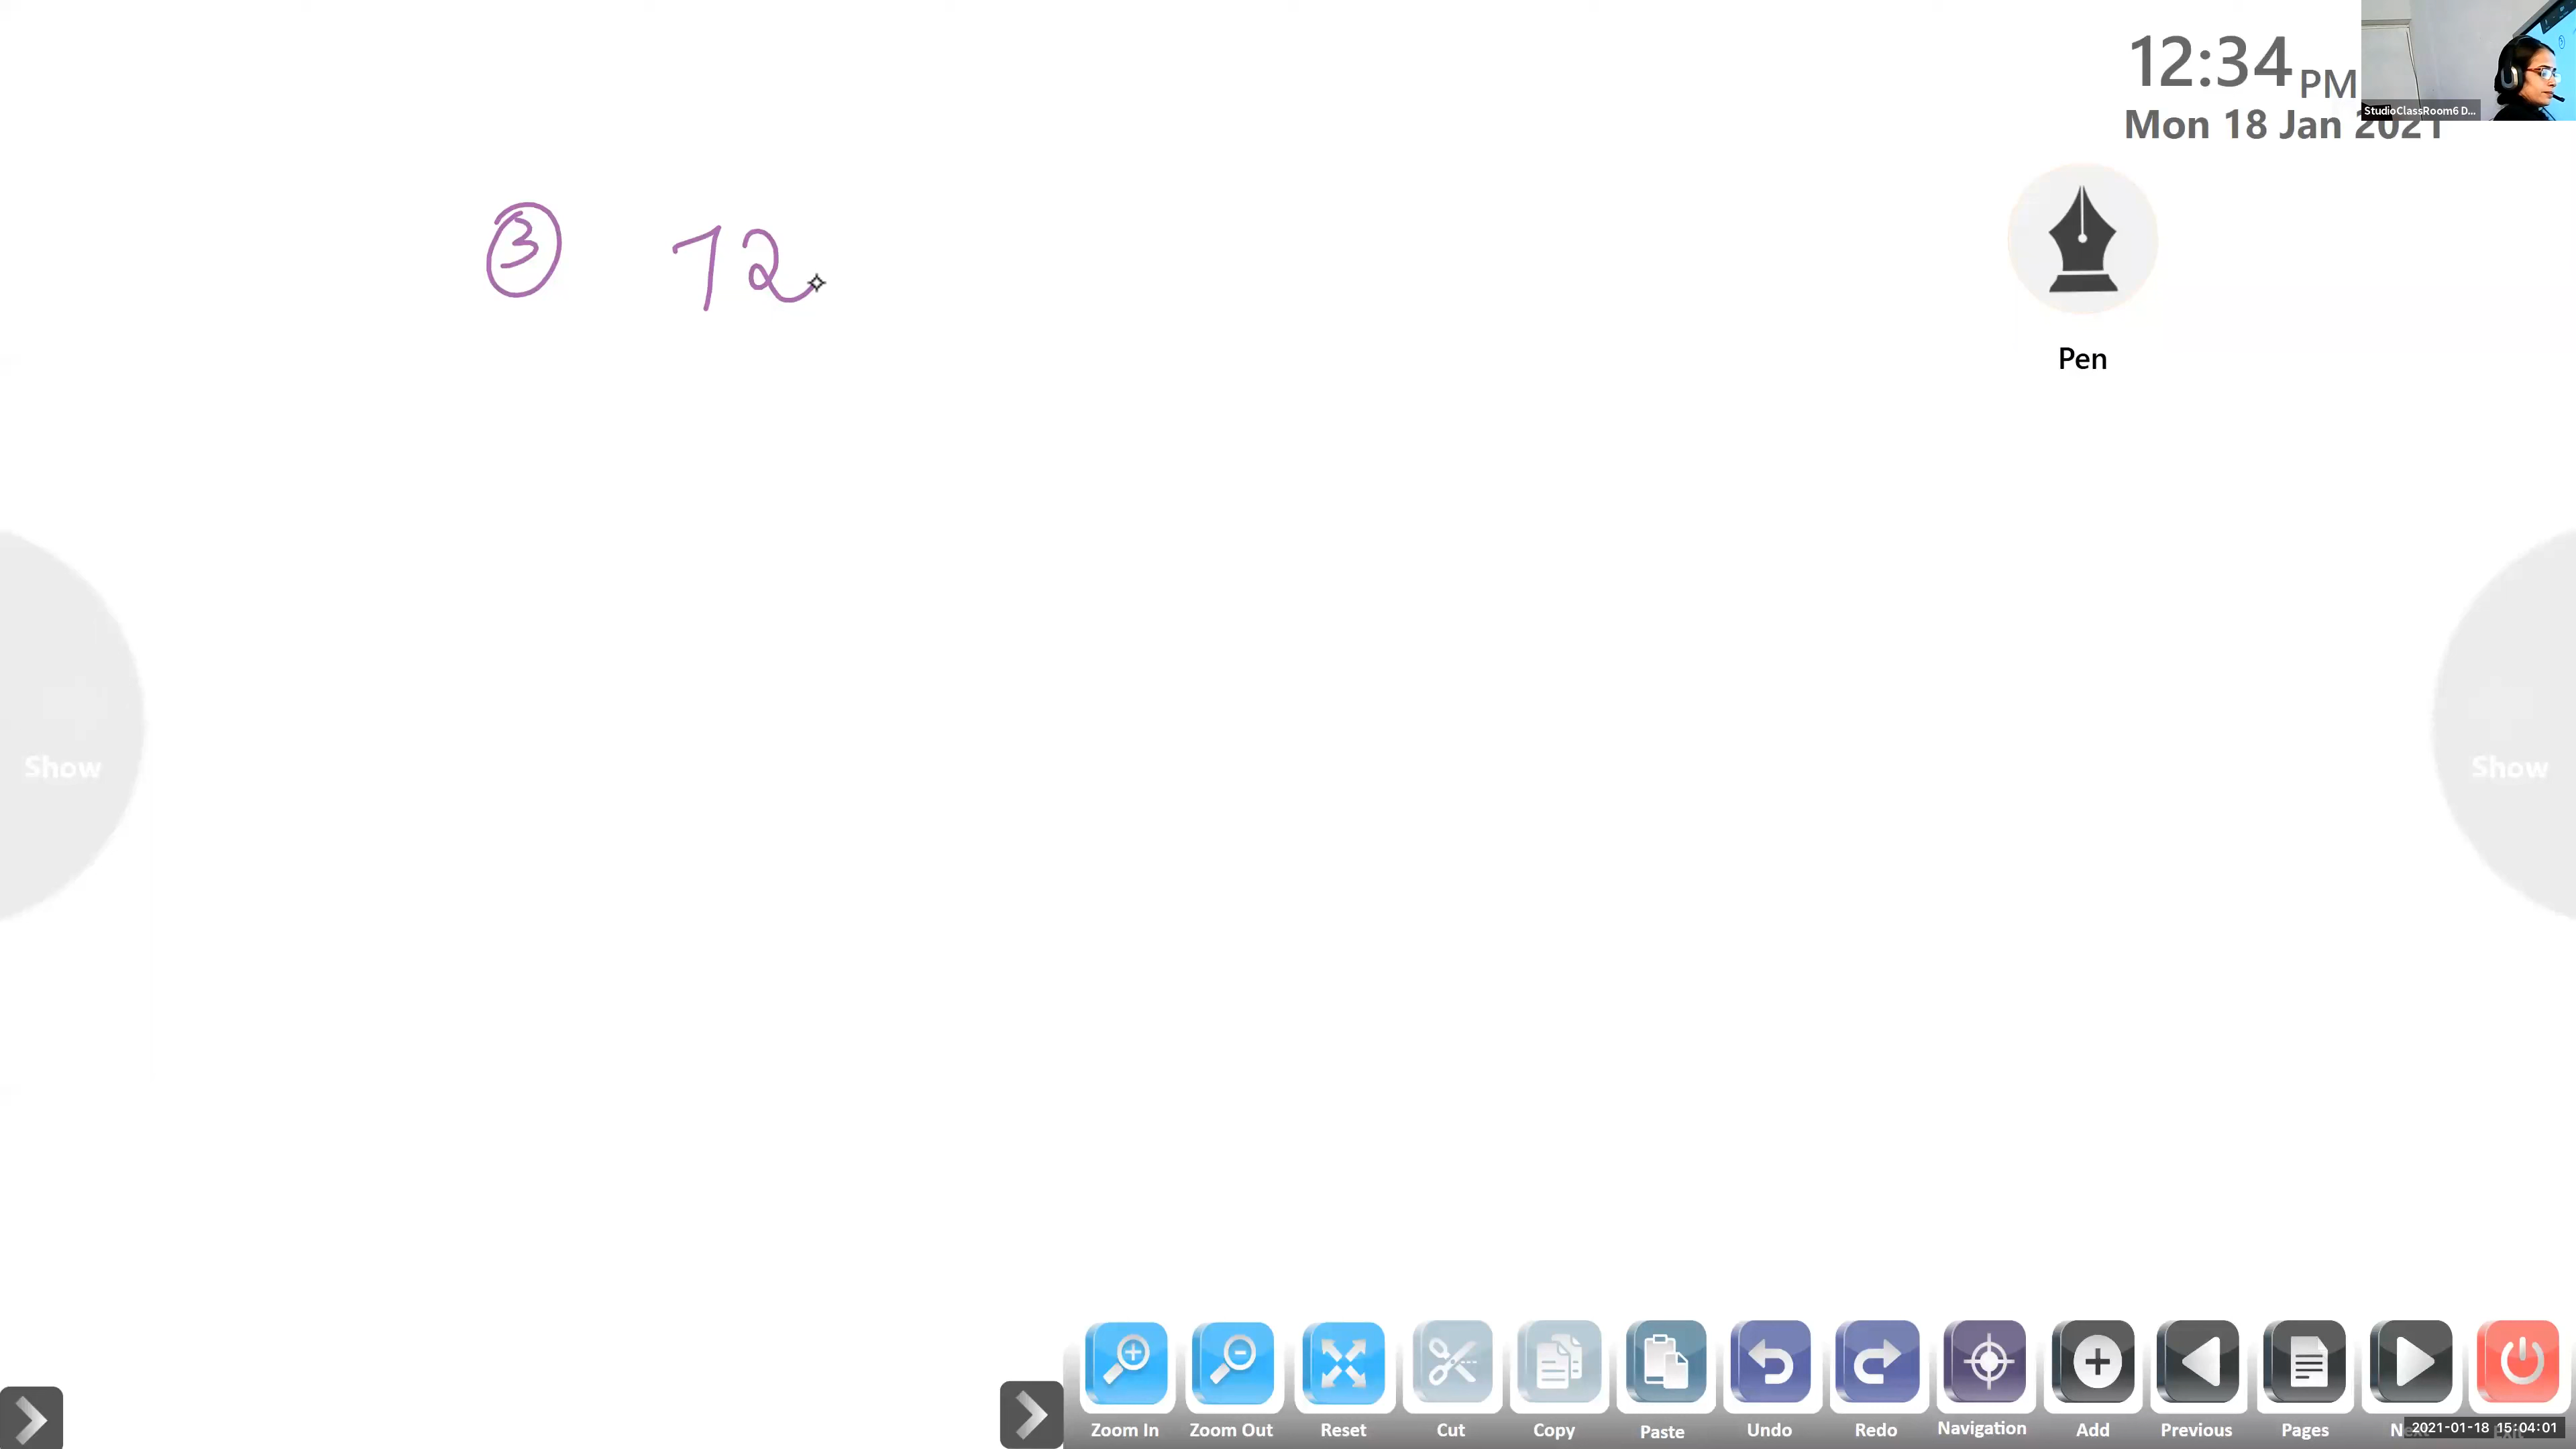 12:34 PM
StudioClassRoom6 D...
Mon 18 Jan 2021
③ 72
Pen
Show
Show
Zoom In Zoom Out Reset Cut Copy Paste Undo Redo Navigation Add Previous Pages
2021-01-18 15:04:01